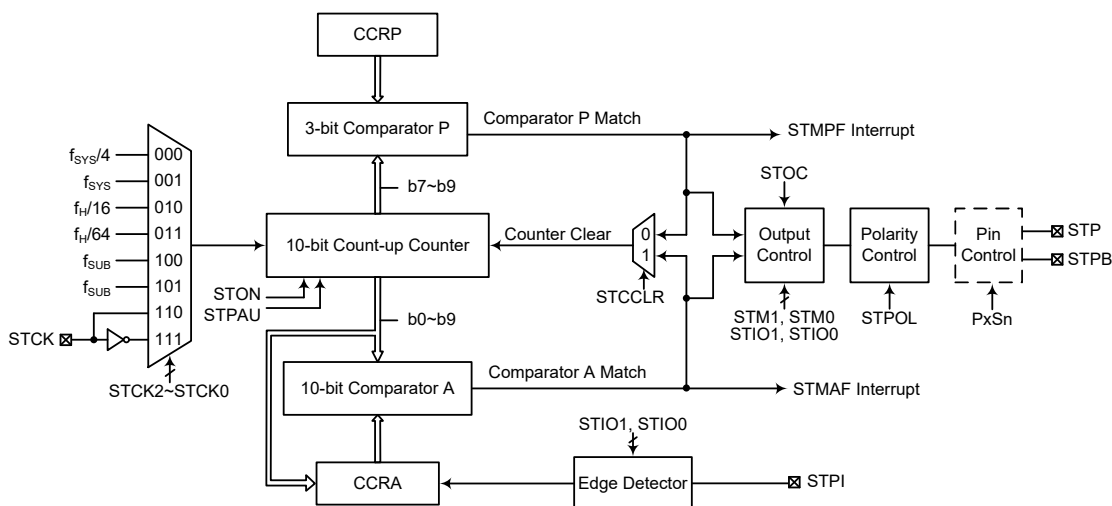 CCRP
3-bit Comparator P
Comparator P Match
STMPF Interrupt
fSYS/4
000
fSYS
001
fH/16
010
fH/64
011
fSUB
100
fSUB
101
110
111
STCK
STCK2~STCK0
b7~b9
10-bit Count-up Counter
STON
STPAU
b0~b9
Counter Clear
0
1
STCCLR
STOC
Output
Control
STM1, STM0
STIO1, STIO0
Polarity
Control
STPOL
Pin
Control
PxSn
STP
STPB
10-bit Comparator A
Comparator A Match
STMAF Interrupt
STIO1, STIO0
CCRA
Edge Detector
STPI